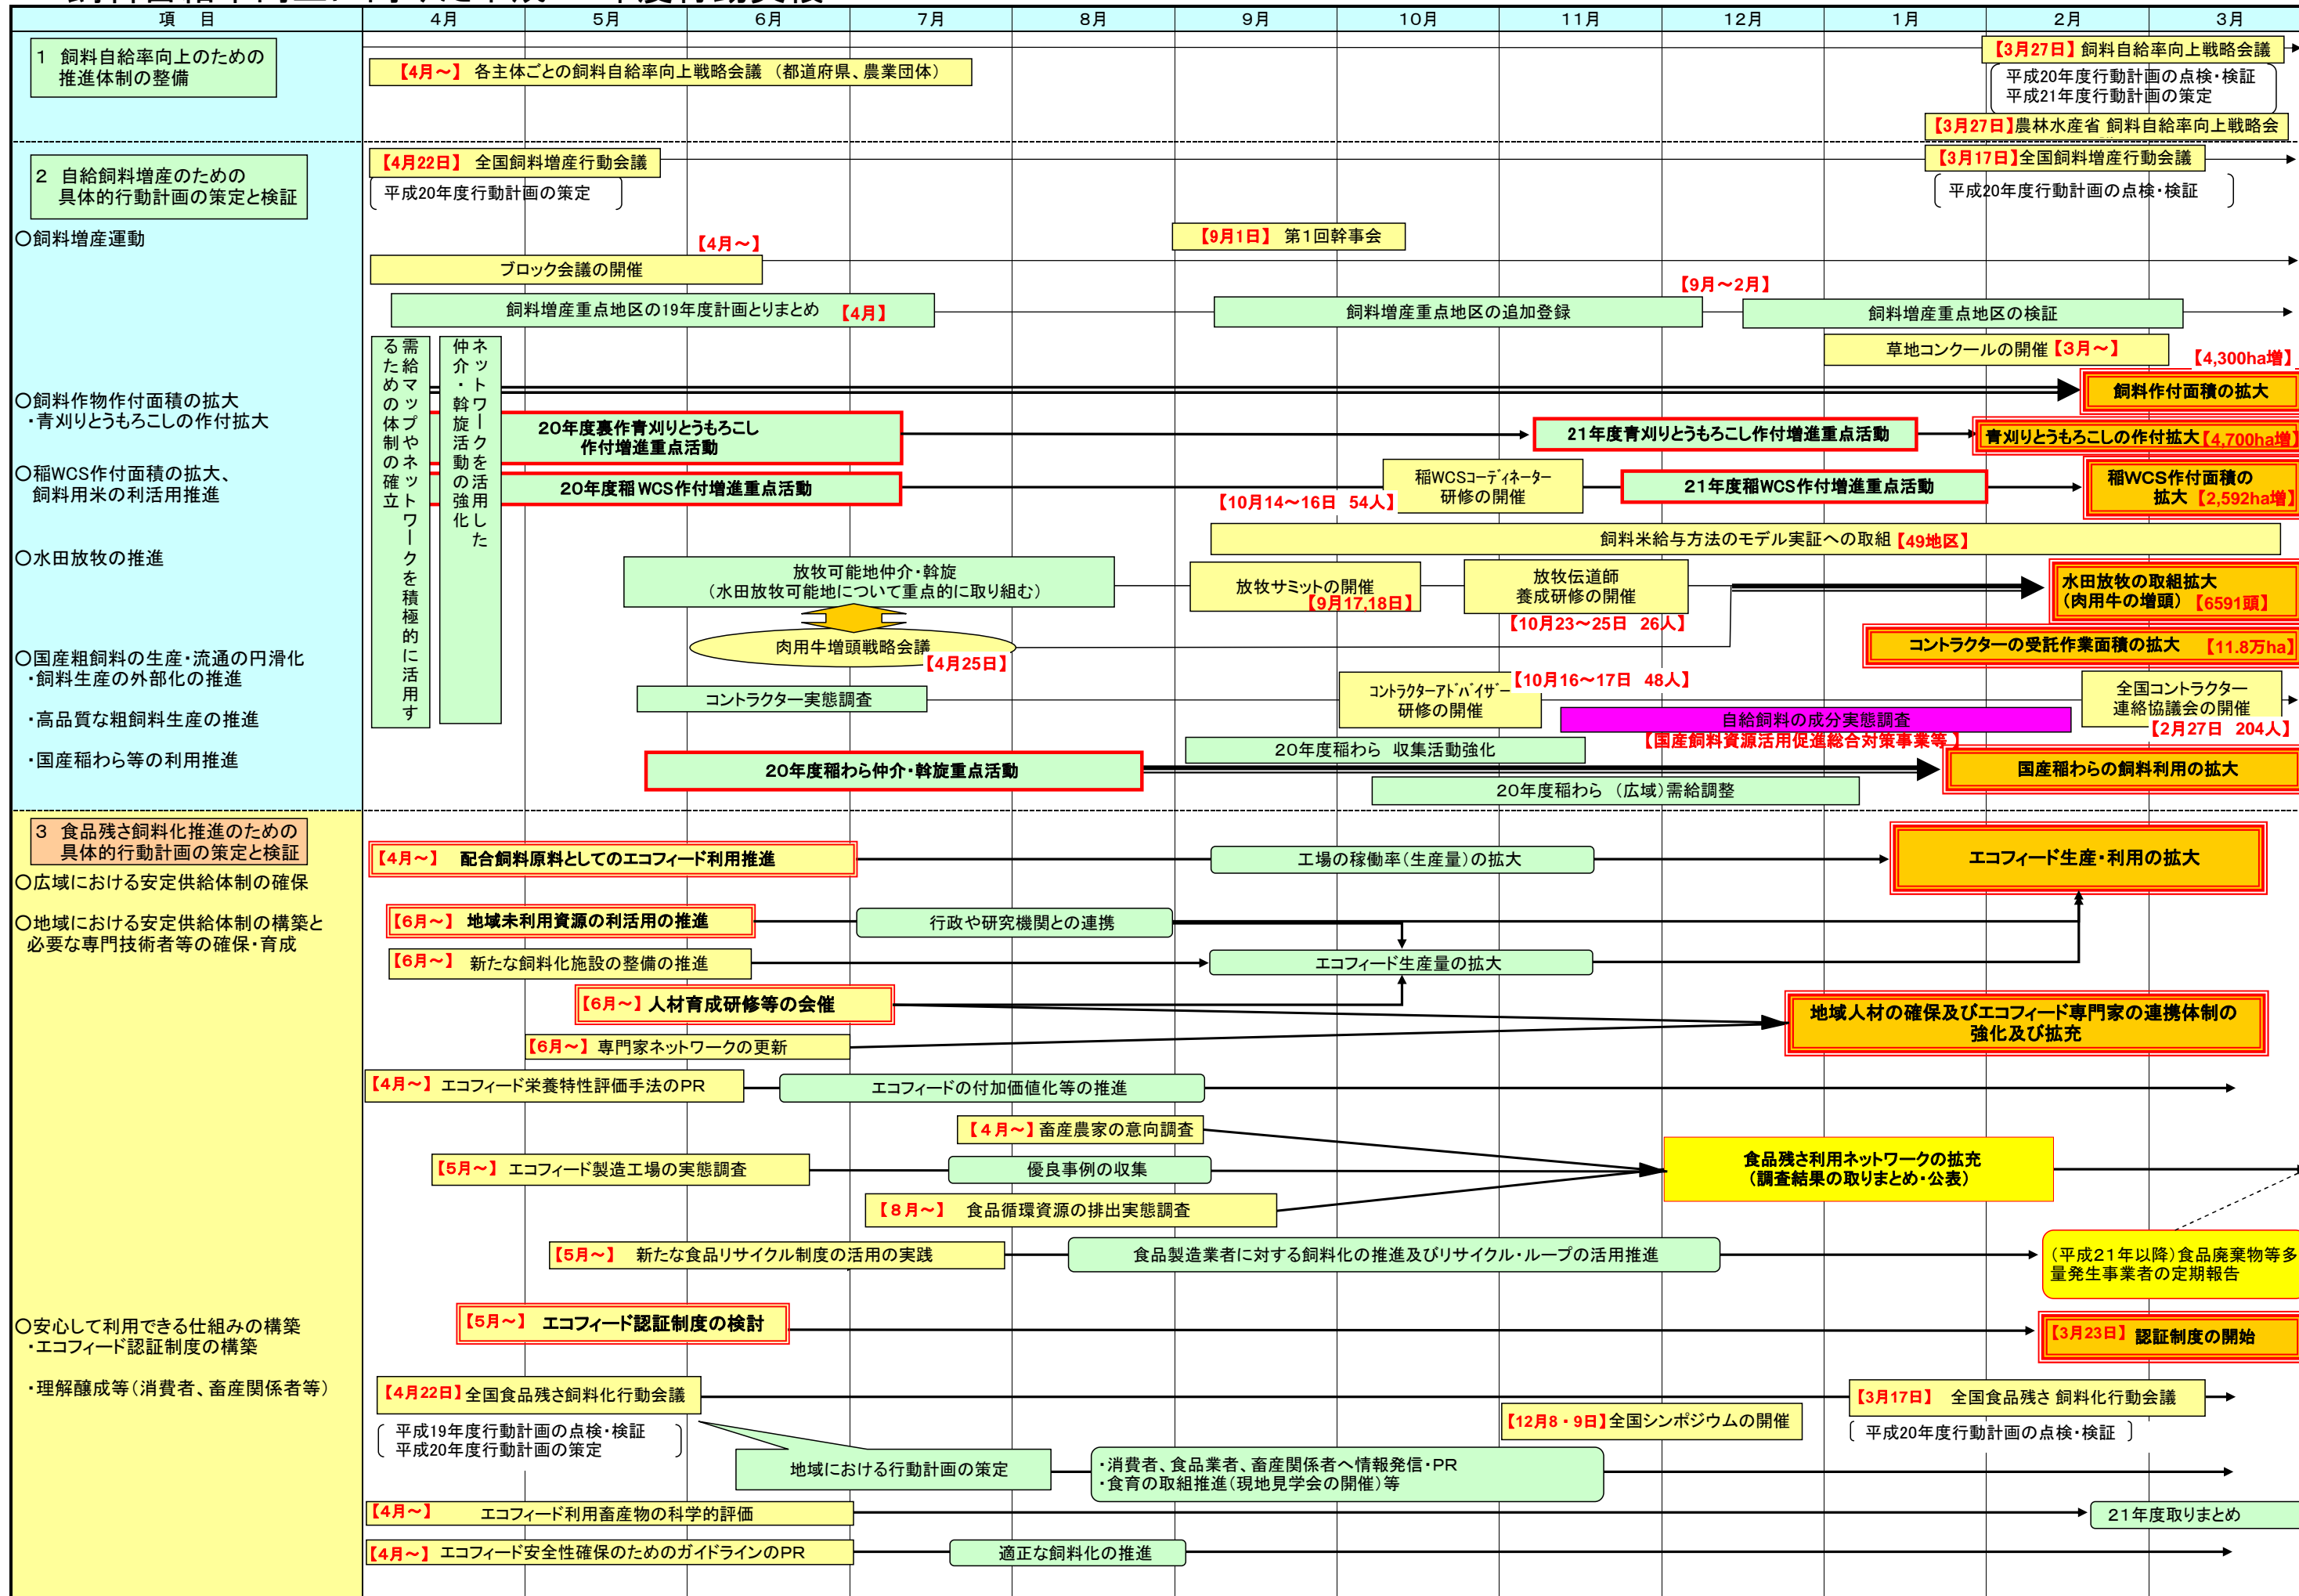 項　目
4月
5月
6月
7月
8月
9月
10月
11月
12月
1月
2月
3月
1　飼料自給率向上のための
推進体制の整備
【4月～】 各主体ごとの飼料自給率向上戦略会議 （都道府県、農業団体）
【3月27日】 飼料自給率向上戦略会議
平成20年度行動計画の点検・検証
平成21年度行動計画の策定
【3月27日】農林水産省 飼料自給率向上戦略会
2　自給飼料増産のための
具体的行動計画の策定と検証
【4月22日】 全国飼料増産行動会議
平成20年度行動計画の策定
【3月17日】全国飼料増産行動会議
平成20年度行動計画の点検・検証
○飼料増産運動
【4月～】
ブロック会議の開催
【9月1日】 第1回幹事会
飼料増産重点地区の19年度計画とりまとめ 【4月】
飼料増産重点地区の追加登録
【9月～2月】
飼料増産重点地区の検証
草地コンクールの開催【3月～】
【4,300ha増】
需給マップやネットワークを積極的に活用す
るための体制の確立
ネットワークを活用した
仲介・斡旋活動の強化
○飼料作物作付面積の拡大
・青刈りとうもろこしの作付拡大
飼料作付面積の拡大
20年度裏作青刈りとうもろこし
作付増進重点活動
21年度青刈りとうもろこし作付増進重点活動
青刈りとうもろこしの作付拡大【4,700ha増】
○稲WCS作付面積の拡大、
飼料用米の利活用推進
20年度稲WCS作付増進重点活動
稲WCSコーディネーター
研修の開催
【10月14～16日 54人】
21年度稲WCS作付増進重点活動
稲WCS作付面積の
拡大【2,592ha増】
飼料米給与方法のモデル実証への取組【49地区】
○水田放牧の推進
放牧可能地仲介・斡旋
（水田放牧可能地について重点的に取り組む）
放牧サミットの開催
【9月17,18日】
放牧伝道師
養成研修の開催
【10月23～25日 26人】
水田放牧の取組拡大
（肉用牛の増頭） 【6591頭】
肉用牛増頭戦略会議
【4月25日】
コントラクターの受託作業面積の拡大 【11.8万ha】
○国産粗飼料の生産・流通の円滑化
・飼料生産の外部化の推進
コントラクター実態調査
コントラクターアドバイザー
研修の開催
【10月16～17日 48人】
全国コントラクター
連絡協議会の開催
【2月27日 204人】
・高品質な粗飼料生産の推進
自給飼料の成分実態調査
【国産飼料資源活用促進総合対策事業等 】
・国産稲わら等の利用推進
20年度稲わら 収集活動強化
20年度稲わら仲介・斡旋重点活動
国産稲わらの飼料利用の拡大
20年度稲わら （広域）需給調整
3　食品残さ飼料化推進のための
具体的行動計画の策定と検証
【4月～】 配合飼料原料としてのエコフィード利用推進
工場の稼働率（生産量）の拡大
エコフィード生産・利用の拡大
○広域における安定供給体制の確保
○地域における安定供給体制の構築と
必要な専門技術者等の確保・育成
【6月～】 地域未利用資源の利活用の推進
行政や研究機関との連携
【6月～】 新たな飼料化施設の整備の推進
エコフィード生産量の拡大
【6月～】人材育成研修等の会催
地域人材の確保及びエコフィード専門家の連携体制の
強化及び拡充
【6月～】専門家ネットワークの更新
【4月～】エコフィード栄養特性評価手法のPR
エコフィードの付加価値化等の推進
【4月～】畜産農家の意向調査
【5月～】 エコフィード製造工場の実態調査
優良事例の収集
食品残さ利用ネットワークの拡充
（調査結果の取りまとめ・公表）
【8月～】 食品循環資源の排出実態調査
【5月～】 新たな食品リサイクル制度の活用の実践
食品製造業者に対する飼料化の推進及びリサイクル・ループの活用推進
（平成21年以降）食品廃棄物等多
量発生事業者の定期報告
○安心して利用できる仕組みの構築
・エコフィード認証制度の構築
【5月～】 エコフィード認証制度の検討
【3月23日】 認証制度の開始
・理解醸成等（消費者、畜産関係者等）
【4月22日】全国食品残さ飼料化行動会議
平成19年度行動計画の点検・検証
平成20年度行動計画の策定
【3月17日】 全国食品残さ 飼料化行動会議
平成20年度行動計画の点検・検証
【12月8・9日】全国シンポジウムの開催
地域における行動計画の策定
・消費者、食品業者、畜産関係者へ情報発信・PR
・食育の取組推進（現地見学会の開催）等
【4月～】 エコフィード利用畜産物の科学的評価
21年度取りまとめ
【4月～】エコフィード安全性確保のためのガイドラインのPR
適正な飼料化の推進